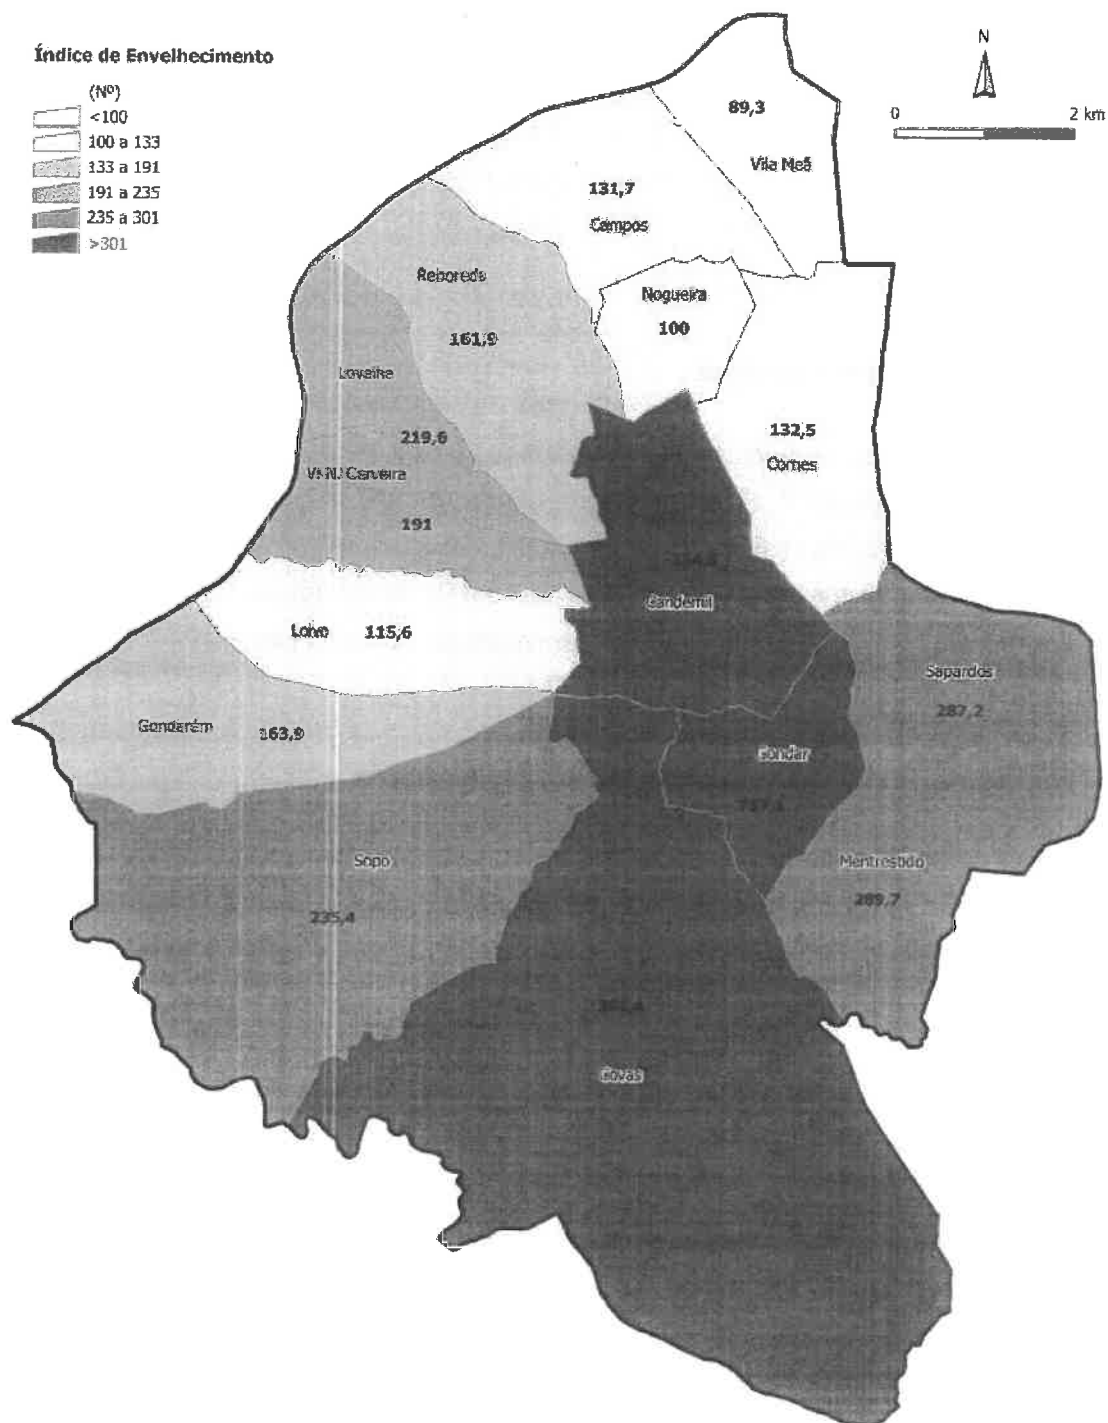 Índice de Envelhecimento
(Nº)
<100
100 a 133
133 a 191
191 a 235
235 a 301
>301
N
0 2 km
89,3
Vila Meã
131,7
Campos
Reboreda
161,9
Nogueira
100
Lovelhe
219,6
132,5
Cornes
V. N. Cerveira
191
Candemil
Loivo 115,6
Sapardos
287,2
Gondarém 163,9
Gondar
Sopo
235,4
Mentrestido
289,7
Covas